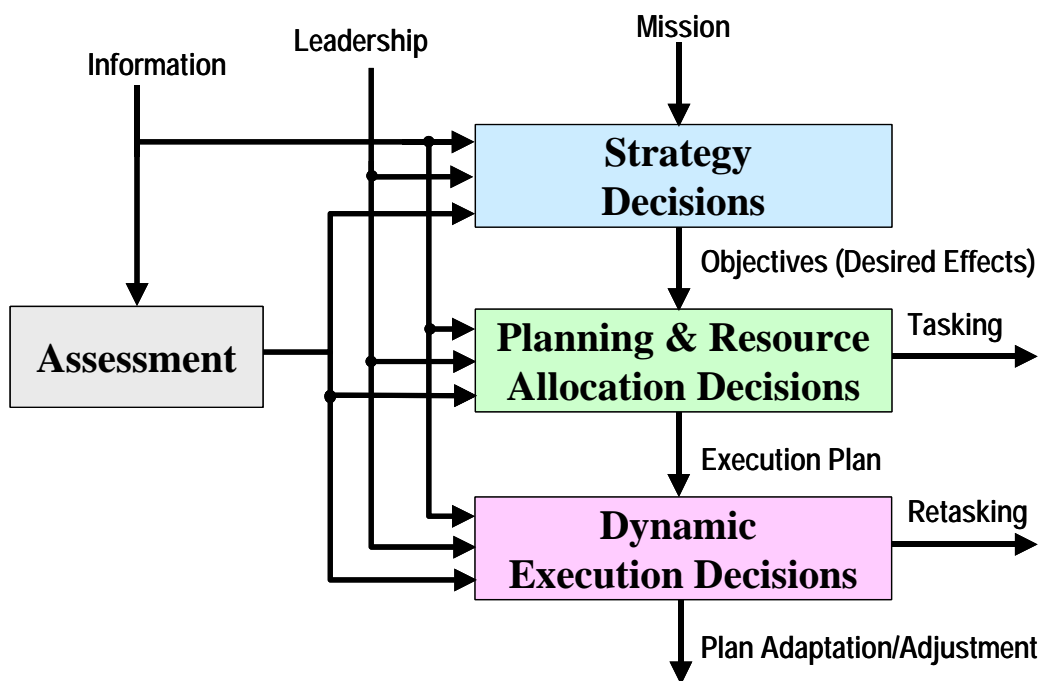 Mission
Leadership
Information
Strategy
Decisions
Objectives (Desired Effects)
Assessment
Planning & Resource
Allocation Decisions
Tasking
Execution Plan
Dynamic
Execution Decisions
Retasking
Plan Adaptation/Adjustment